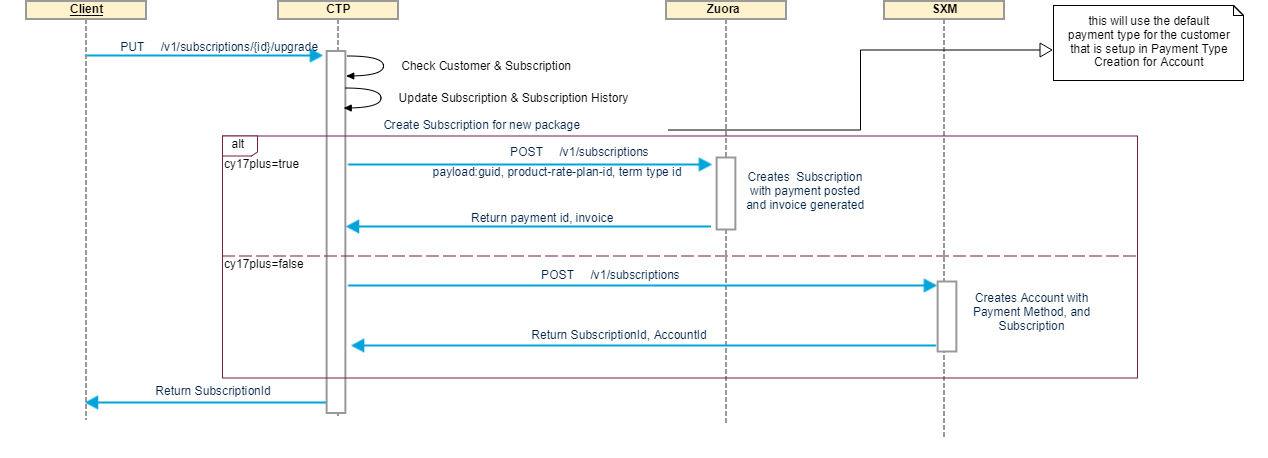 Client
CTP
Zuora
SXM
this will use the default
payment type for the customer
that is setup in Payment Type
Creation for Account
PUT /v1/subscriptions/{id}/upgrade
Check Customer & Subscription
Update Subscription & Subscription History
Create Subscription for new package
alt
cy17plus=true
POST /v1/subscriptions
payload:guid, product-rate-plan-id, term type id
Creates Subscription
with payment posted
and invoice generated
Return payment id, invoice
cy17plus=false
POST /v1/subscriptions
Creates Account with
Payment Method, and
Subscription
Return SubscriptionId, AccountId
Return SubscriptionId